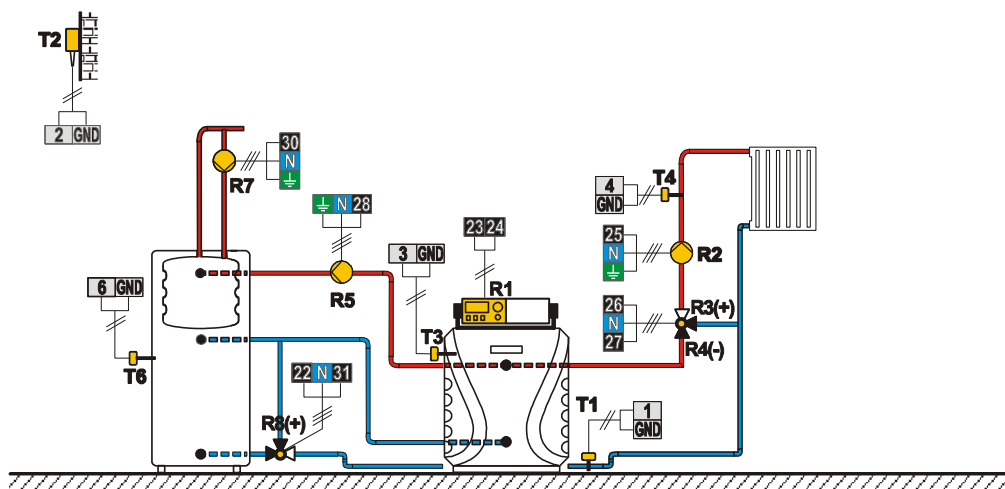 T2
2 GND
30
N
R7
N 28
R5
23 24
3 GND
R1
T3
6 GND
T6
22 N 31
R8(+)
4
GND
T4
25
N
R2
26
N
27
R3(+)
R4(-)
T1
1
GND